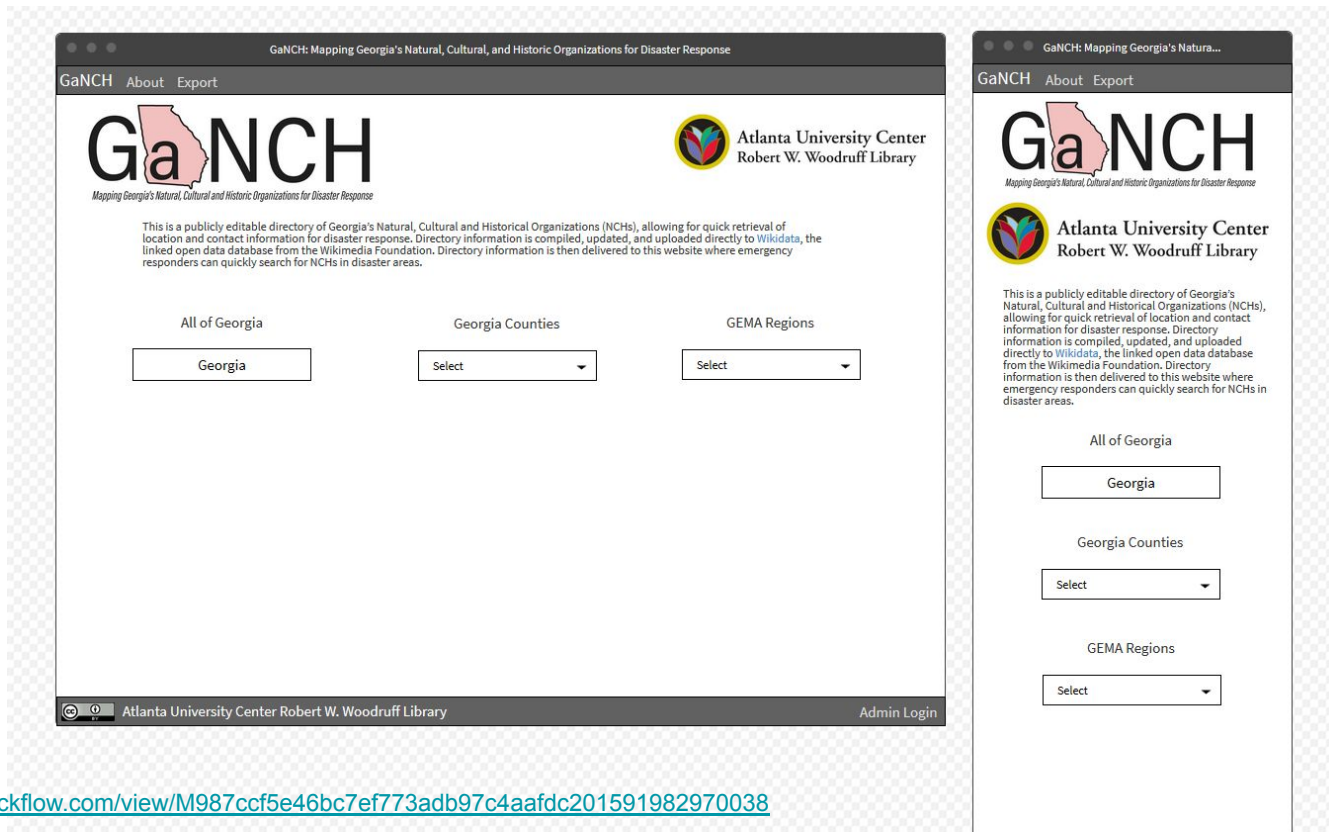 GaNCH: Mapping Georgia's Natural, Cultural, and Historic Organizations for Disaster Response
GaNCH About Export
GaNCH
Mapping Georgia's Natural, Cultural and Historic Organizations for Disaster Response
Atlanta University Center
Robert W. Woodruff Library
This is a publicly editable directory of Georgia's Natural, Cultural and Historical Organizations (NCHs), allowing for quick retrieval of
location and contact information for disaster response. Directory information is compiled, updated, and uploaded directly to Wikidata, the
linked open data database from the Wikimedia Foundation. Directory information is then delivered to this website where emergency
responders can quickly search for NCHs in disaster areas.
All of Georgia
Georgia
Georgia Counties
Select
GEMA Regions
Select
cc BY
Atlanta University Center Robert W. Woodruff Library
Admin Login
GaNCH: Mapping Georgia's Natura...
GaNCH About Export
GaNCH
Mapping Georgia's Natural, Cultural and Historic Organizations for Disaster Response
Atlanta University Center
Robert W. Woodruff Library
This is a publicly editable directory of Georgia's
Natural, Cultural and Historical Organizations (NCHs),
allowing for quick retrieval of location and contact
information for disaster response. Directory
information is compiled, updated, and uploaded
directly to Wikidata, the linked open data database
from the Wikimedia Foundation. Directory
information is then delivered to this website where
emergency responders can quickly search for NCHs in
disaster areas.
All of Georgia
Georgia
Georgia Counties
Select
GEMA Regions
Select
ckflow.com/view/M987ccf5e46bc7ef773adb97c4aafdc201591982970038